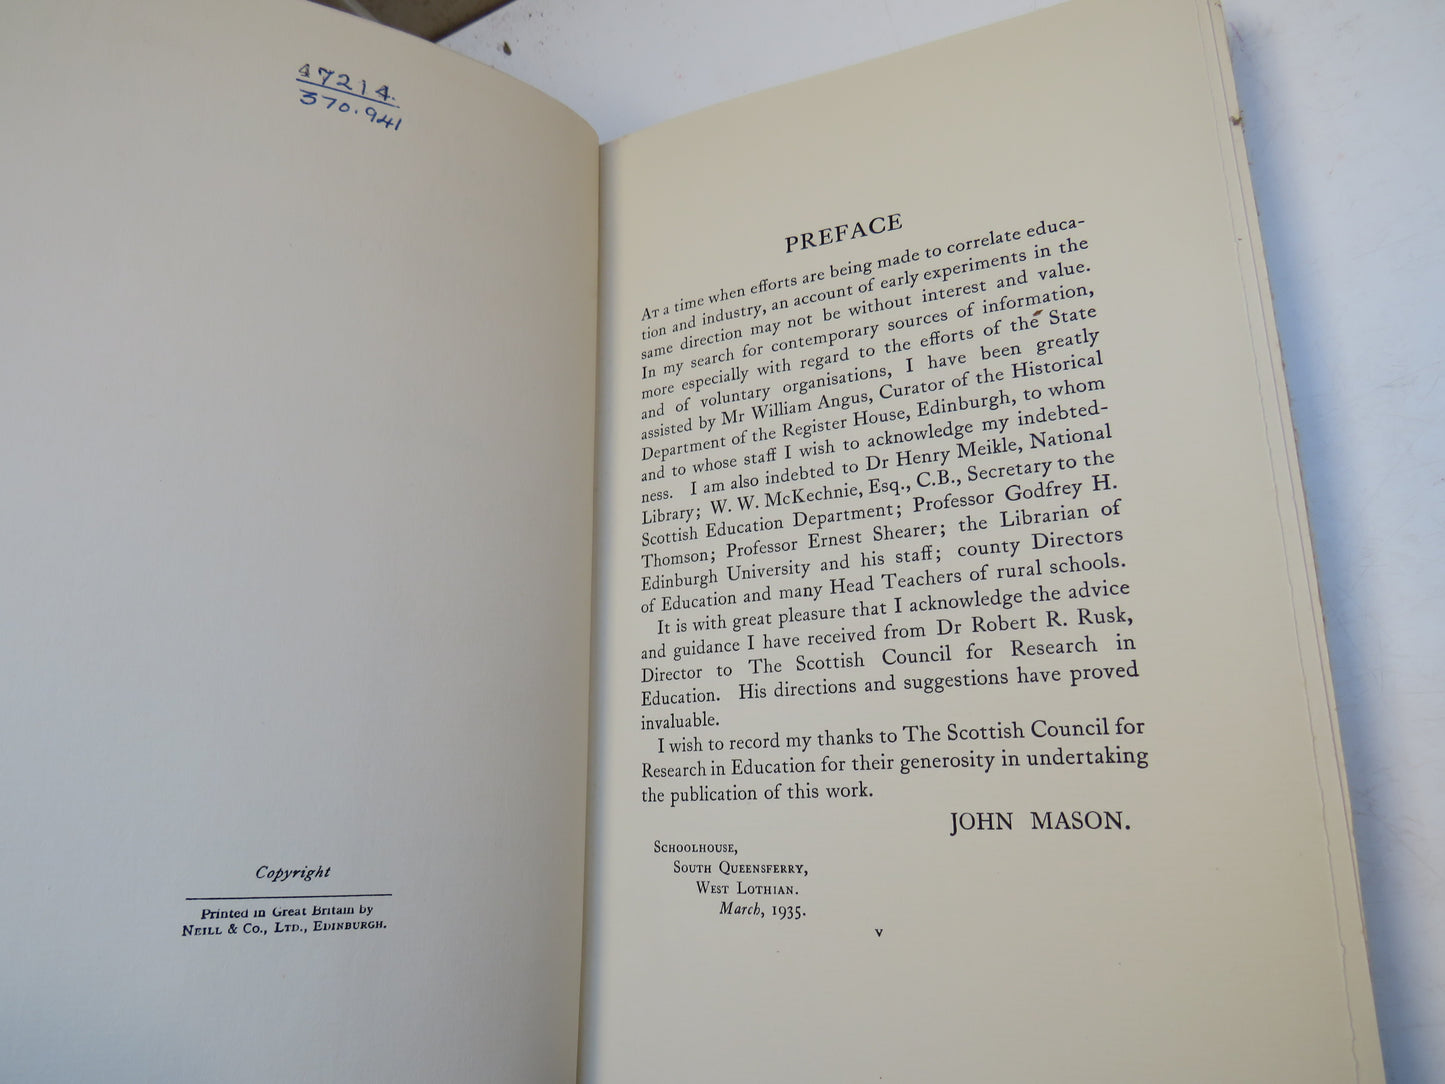 47214.
370.941
Copyright
Printed in Great Britain by
NEILL & CO., LTD., EDINBURGH.
PREFACE
AT a time when efforts are being made to correlate educa-
tion and industry, an account of early experiments in the
same direction may not be without interest and value.
In my search for contemporary sources of information,
more especially with regard to the efforts of the State
and of voluntary organisations, I have been greatly
assisted by Mr William Angus, Curator of the Historical
Department of the Register House, Edinburgh, to whom
and to whose staff I wish to acknowledge my indebted-
ness. I am also indebted to Dr Henry Meikle, National
Library; W. W. McKechnie, Esq., C.B., Secretary to the
Scottish Education Department; Professor Godfrey H.
Thomson; Professor Ernest Shearer; the Librarian of
Edinburgh University and his staff; county Directors
of Education and many Head Teachers of rural schools.
It is with great pleasure that I acknowledge the advice
and guidance I have received from Dr Robert R. Rusk,
Director to The Scottish Council for Research in
Education. His directions and suggestions have proved
invaluable.
I wish to record my thanks to The Scottish Council for
Research in Education for their generosity in undertaking
the publication of this work.
JOHN MASON.
SCHOOLHOUSE,
SOUTH QUEENSFERRY,
WEST LOTHIAN.
March, 1935.
v